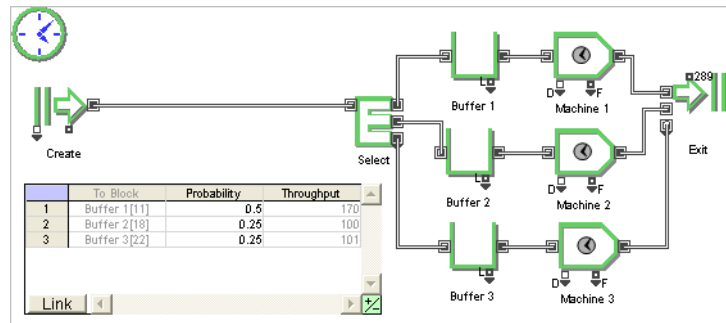 Create
Select
Buffer 1
L
Machine 1
D
F
289
Exit
Buffer 2
L
Machine 2
D
F
Buffer 3
L
Machine 3
D
F
To Block Probability Throughput
1 Buffer 1[11] 0.5 170
2 Buffer 2[18] 0.25 100
3 Buffer 3[22] 0.25 101
Link
+/-